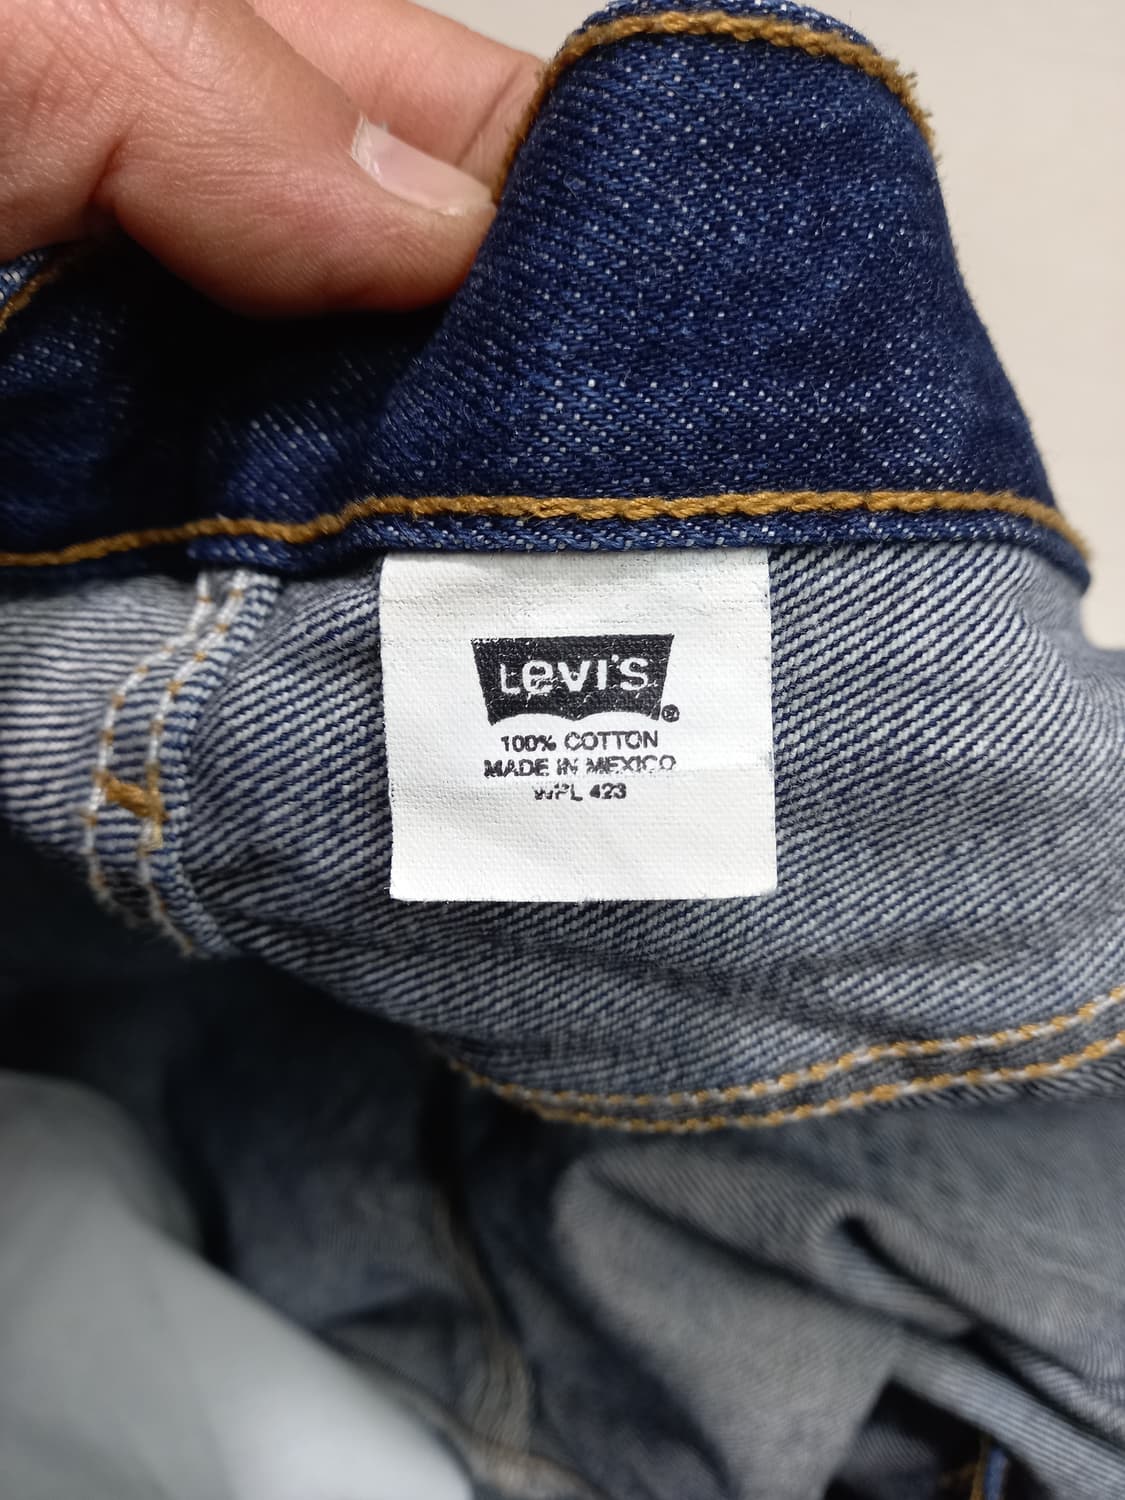 Levi's ®
100% COTTON
MADE IN MEXICO
WPL 423